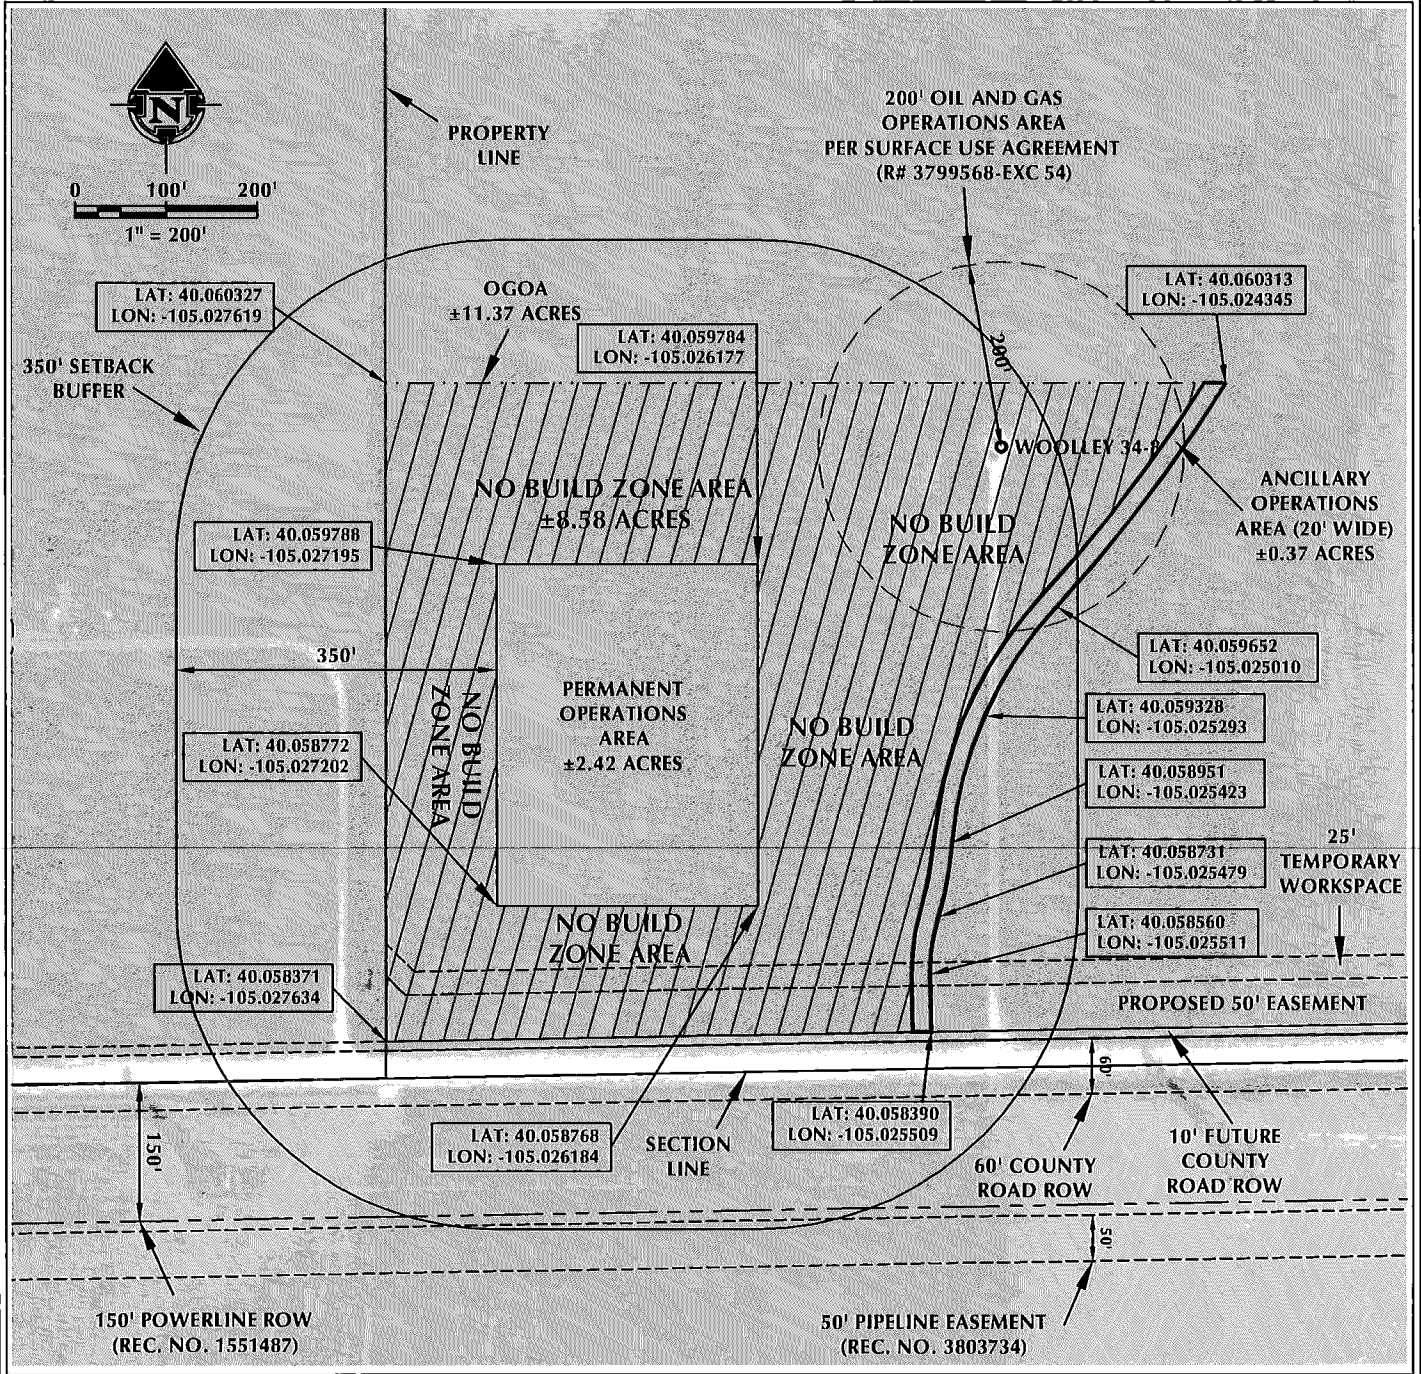 N
0 100' 200'
1" = 200'
PROPERTY
LINE
200' OIL AND GAS
OPERATIONS AREA
PER SURFACE USE AGREEMENT
(R# 3799568-EXC 54)
LAT: 40.060327
LON: -105.027619
OGOA
±11.37 ACRES
LAT: 40.059784
LON: -105.026177
LAT: 40.060313
LON: -105.024345
350' SETBACK
BUFFER
200'
WOOLLEY 34-8
NO BUILD ZONE AREA
±8.58 ACRES
ANCILLARY
OPERATIONS
AREA (20' WIDE)
±0.37 ACRES
LAT: 40.059788
LON: -105.027195
NO BUILD
ZONE AREA
350'
LAT: 40.059652
LON: -105.025010
PERMANENT
OPERATIONS
AREA
±2.42 ACRES
NO BUILD
ZONE AREA
NO BUILD
ZONE AREA
LAT: 40.059328
LON: -105.025293
LAT: 40.058772
LON: -105.027202
LAT: 40.058951
LON: -105.025423
25'
TEMPORARY
WORKSPACE
LAT: 40.058731
LON: -105.025479
NO BUILD
ZONE AREA
LAT: 40.058560
LON: -105.025511
LAT: 40.058371
LON: -105.027634
PROPOSED 50' EASEMENT
60'
150'
LAT: 40.058768
LON: -105.026184
SECTION
LINE
LAT: 40.058390
LON: -105.025509
60' COUNTY
ROAD ROW
10' FUTURE
COUNTY
ROAD ROW
50'
150' POWERLINE ROW
(REC. NO. 1551487)
50' PIPELINE EASEMENT
(REC. NO. 3803734)